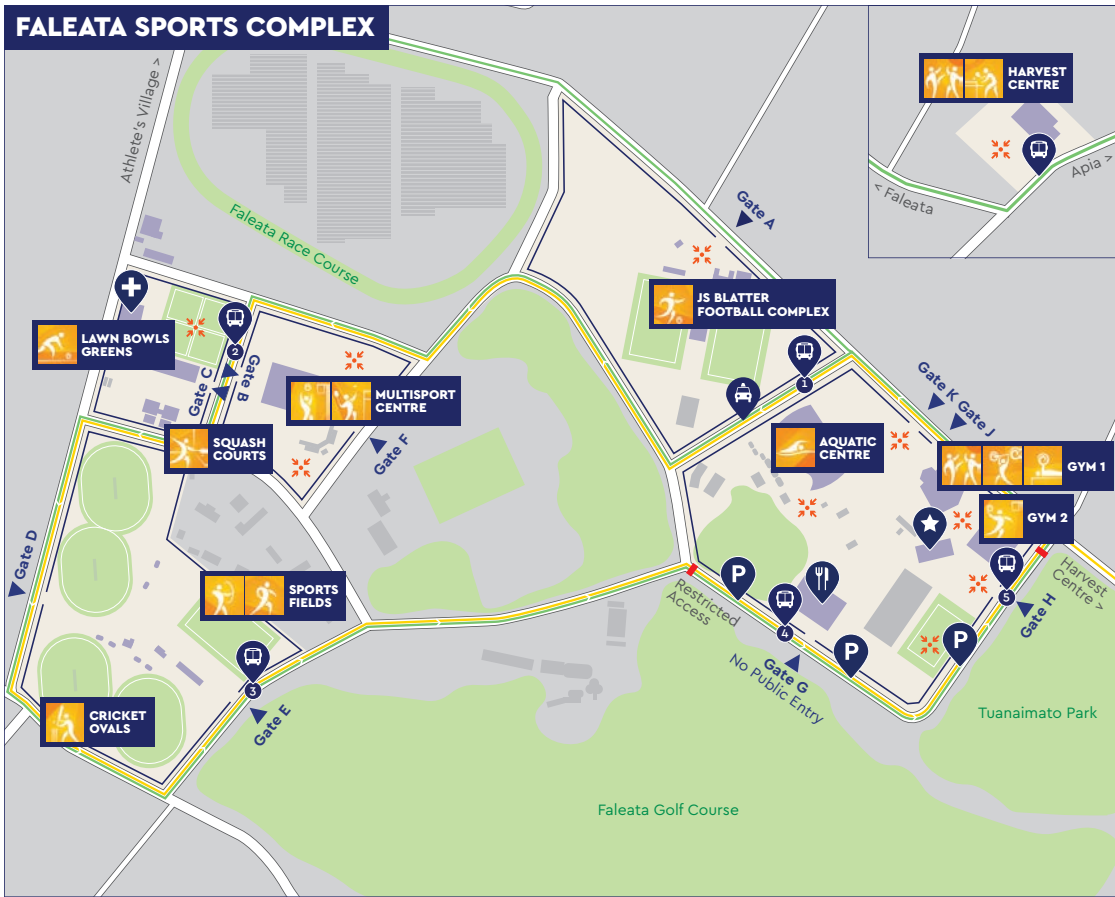 FALEATA SPORTS COMPLEX
Athlete's Village >
HARVEST
CENTRE
Apia >
< Faleata
Faleata Race Course
Gate A
JS BLATTER
FOOTBALL COMPLEX
LAWN BOWLS
GREENS
2
Gate B
Gate C
1
MULTISPORT
CENTRE
Gate K
Gate J
SQUASH
COURTS
Gate F
AQUATIC
CENTRE
GYM 1
GYM 2
Gate D
SPORTS
FIELDS
Restricted
Access
P
Harvest
Centre >
5
Gate H
4
P
P
Gate G
No Public Entry
3
Gate E
CRICKET
OVALS
Tuanaimato Park
Faleata Golf Course